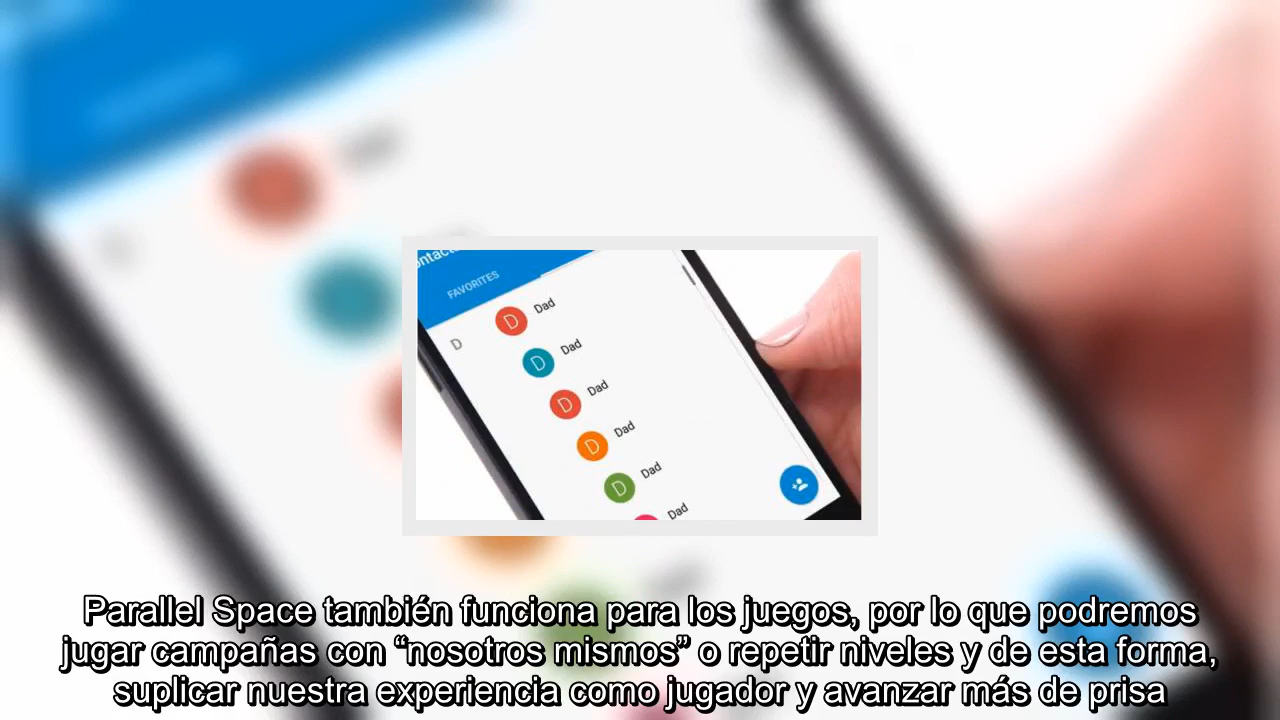 ontact
FAVORITES
D
D Dad
D Dad
D Dad
D Dad
D Dad
Dad
Parallel Space también funciona para los juegos, por lo que podremos
jugar campañas con “nosotros mismos” o repetir niveles y de esta forma,
suplicar nuestra experiencia como jugador y avanzar más de prisa